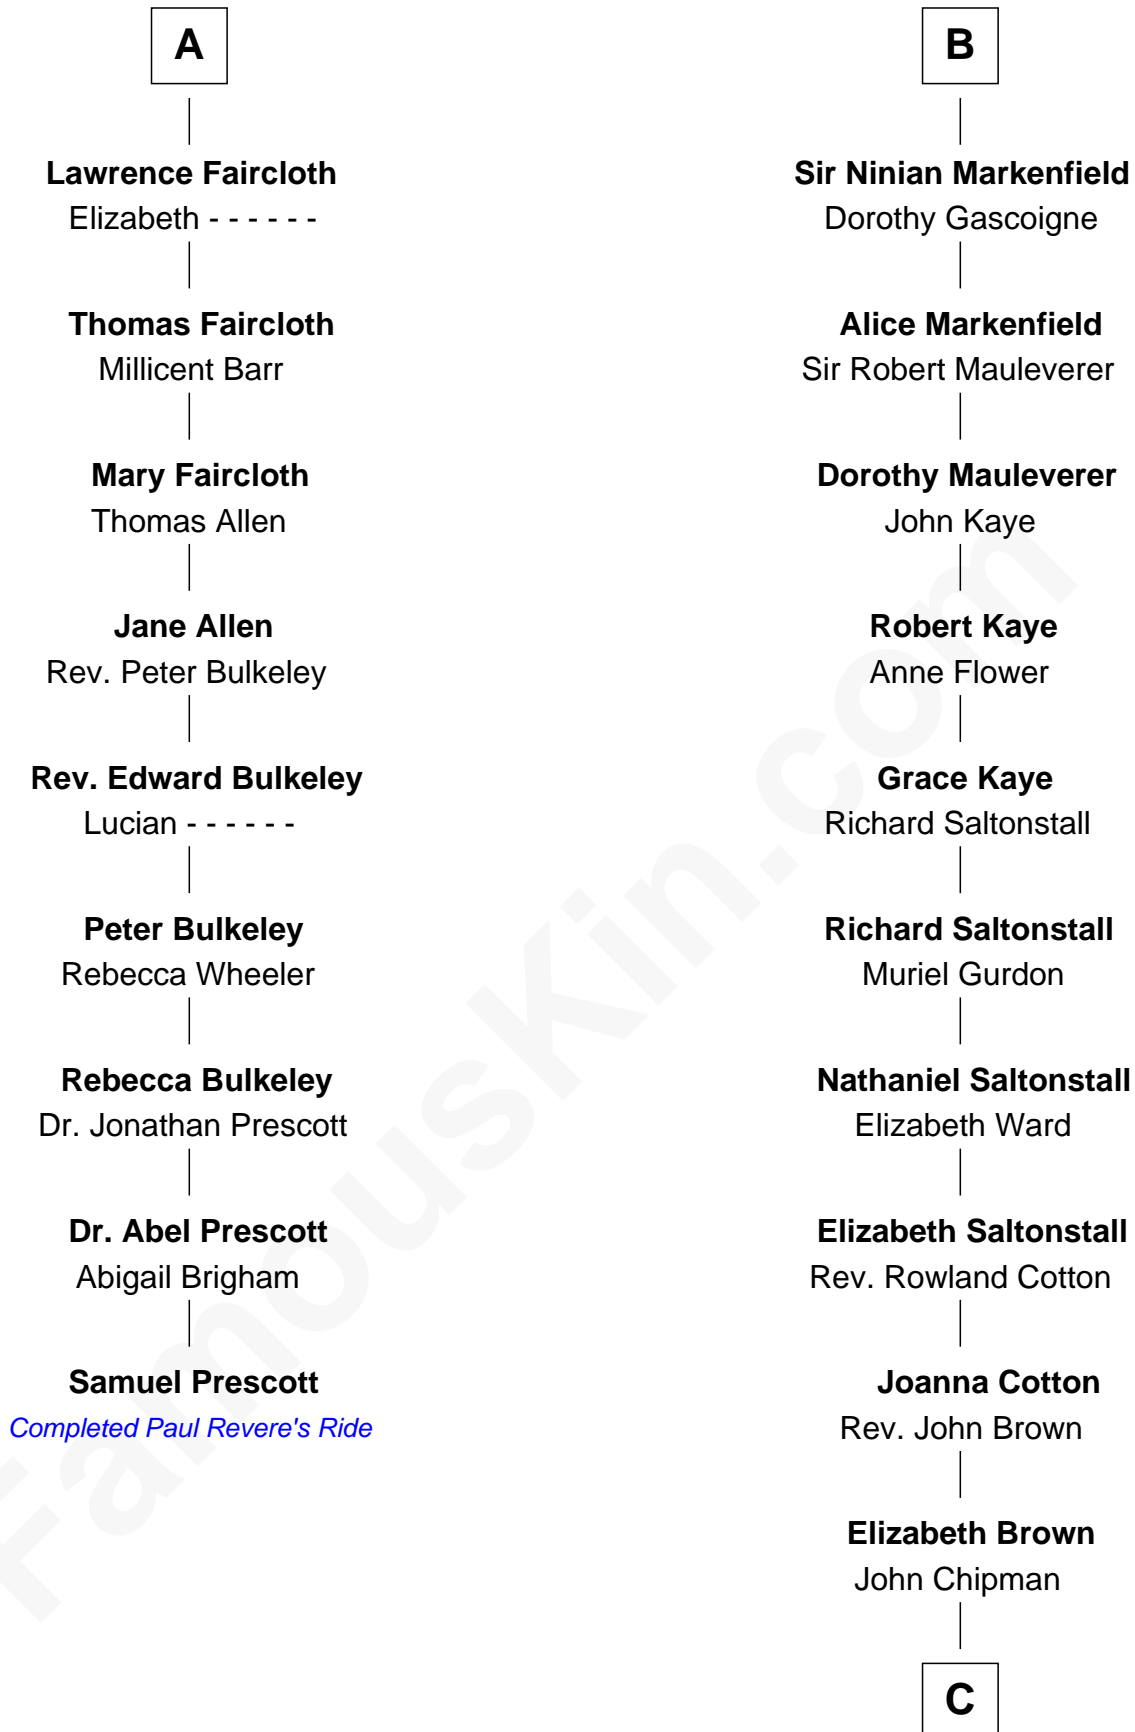 A
Lawrence Faircloth
Elizabeth - - - - - -
Thomas Faircloth
Millicent Barr
Mary Faircloth
Thomas Allen
Jane Allen
Rev. Peter Bulkeley
Rev. Edward Bulkeley
Lucian - - - - - -
Peter Bulkeley
Rebecca Wheeler
Rebecca Bulkeley
Dr. Jonathan Prescott
Dr. Abel Prescott
Abigail Brigham
Samuel Prescott
Completed Paul Revere's Ride
B
Sir Ninian Markenfield
Dorothy Gascoigne
Alice Markenfield
Sir Robert Mauleverer
Dorothy Mauleverer
John Kaye
Robert Kaye
Anne Flower
Grace Kaye
Richard Saltonstall
Richard Saltonstall
Muriel Gurdon
Nathaniel Saltonstall
Elizabeth Ward
Elizabeth Saltonstall
Rev. Rowland Cotton
Joanna Cotton
Rev. John Brown
Elizabeth Brown
John Chipman
C
FamousKin.com